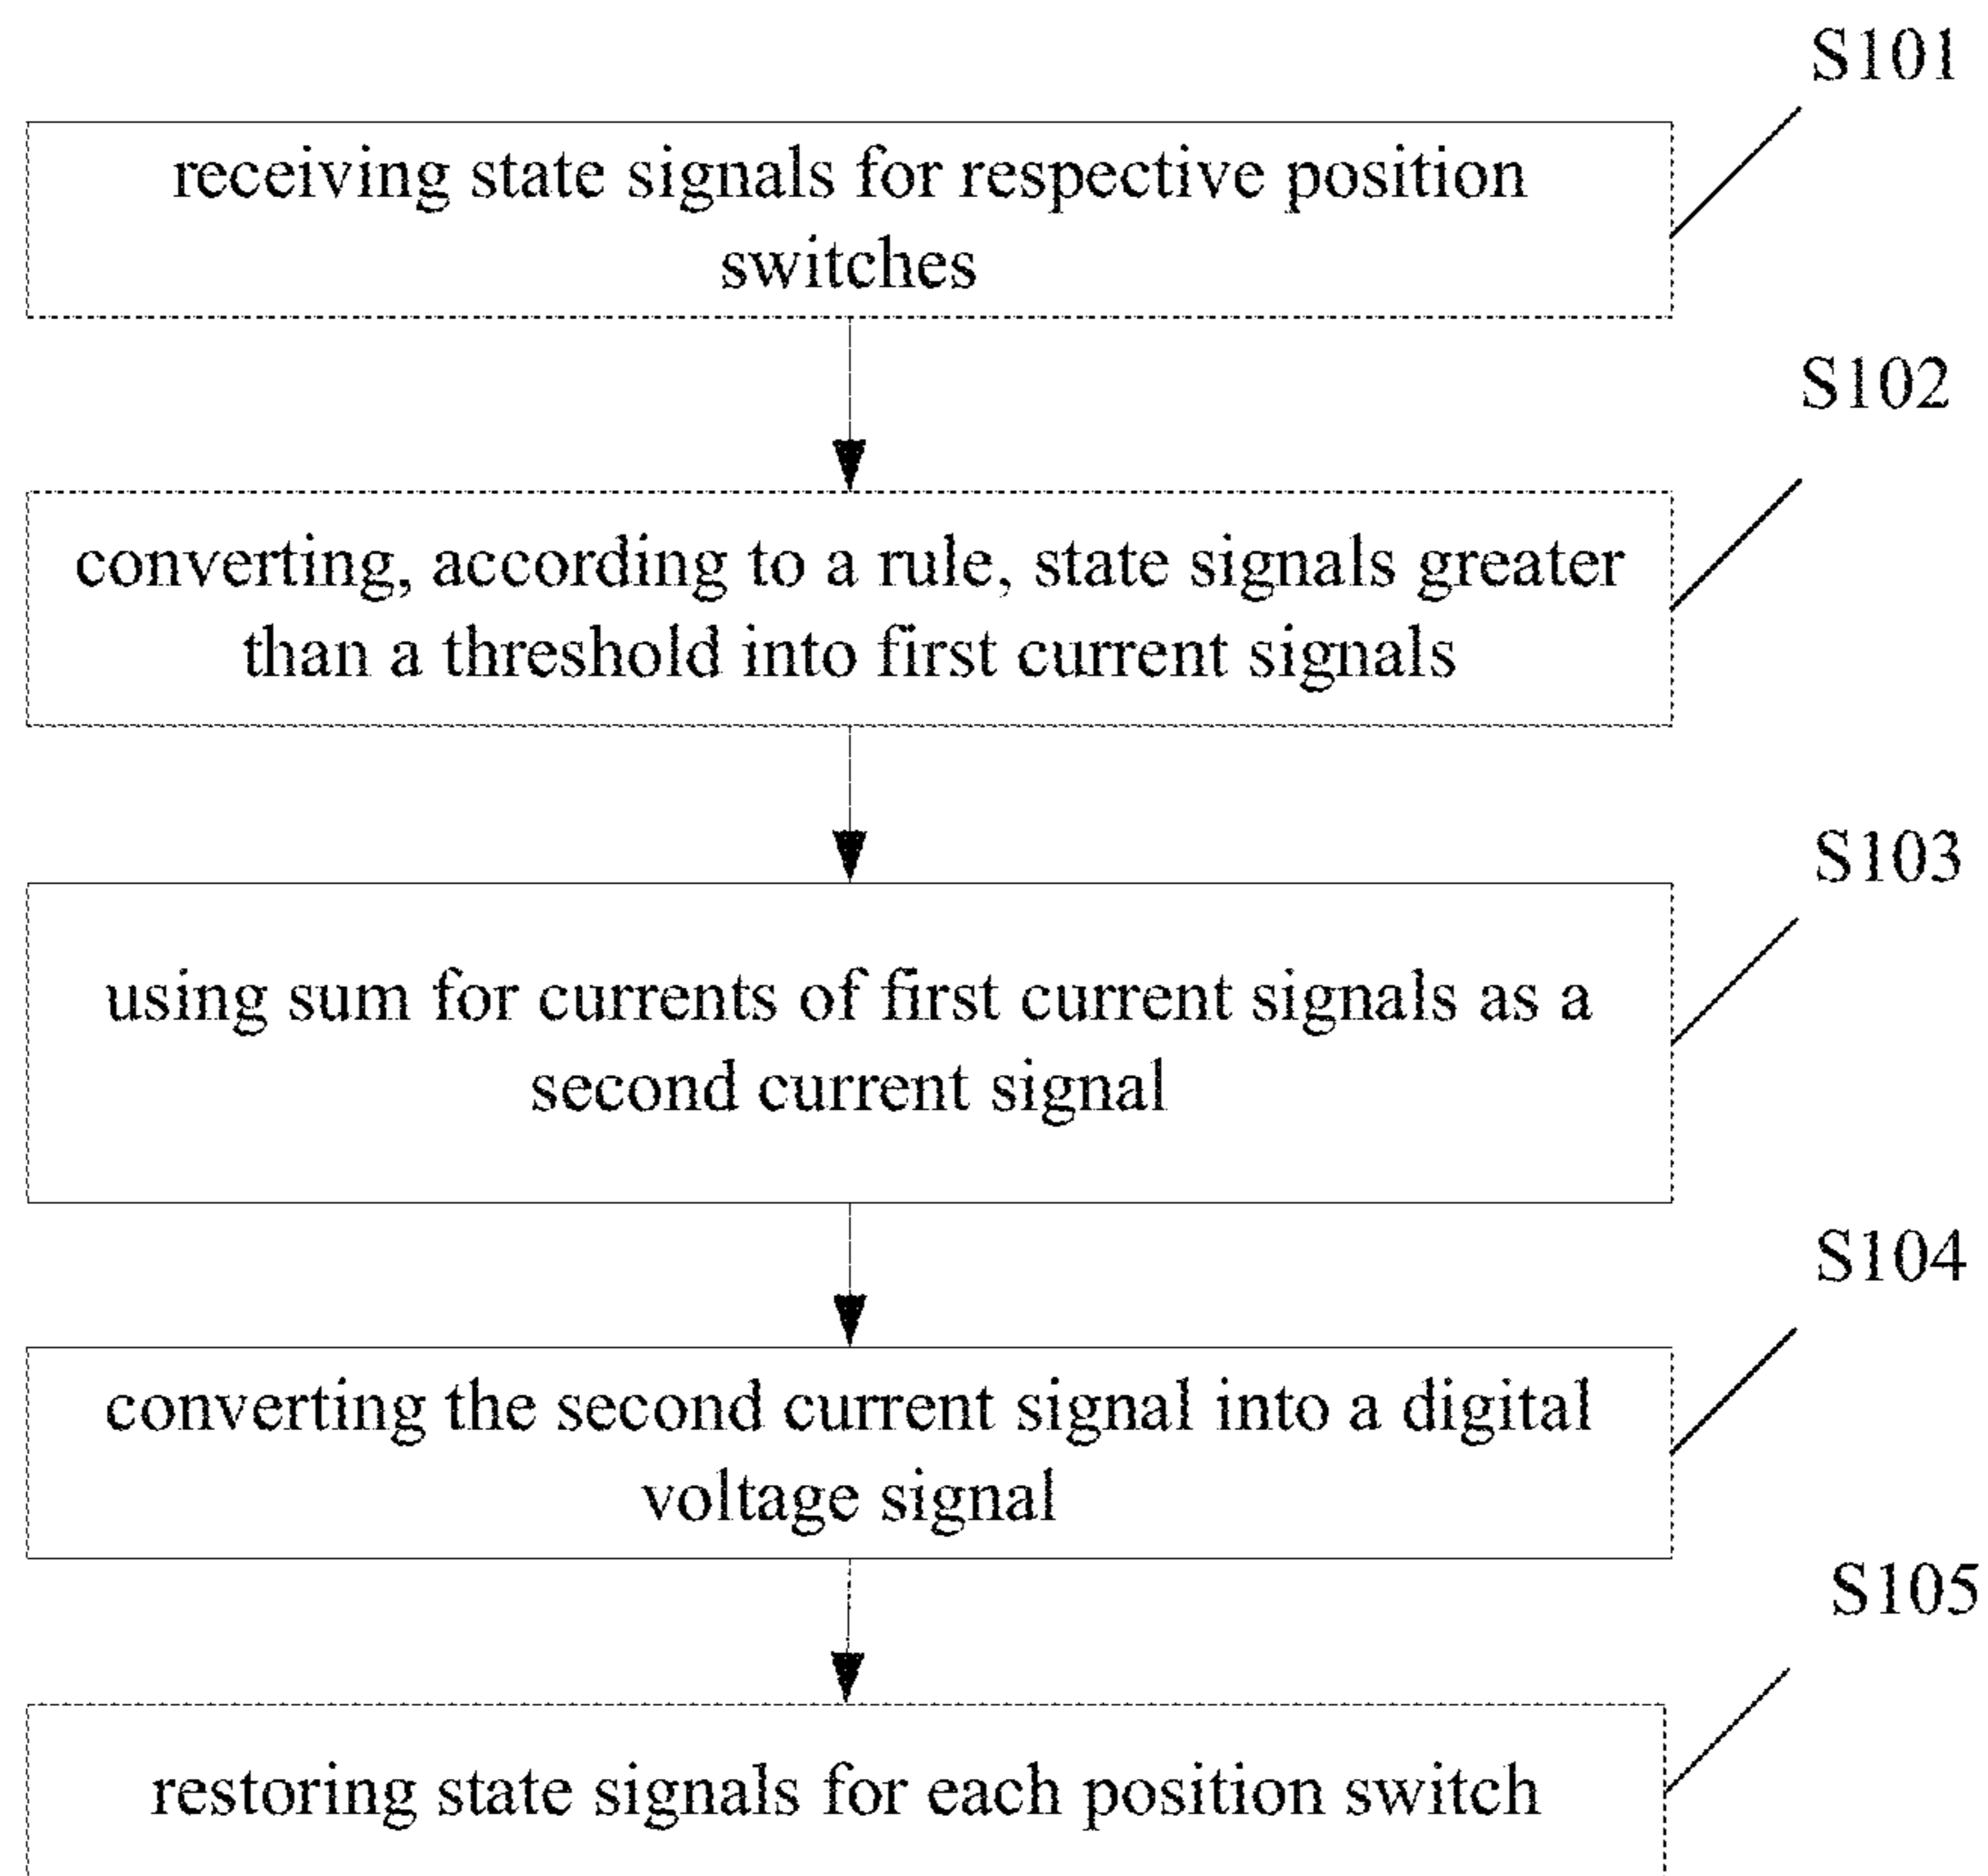 S101
receiving state signals for respective position
switches
S102
converting, according to a rule, state signals greater
than a threshold into first current signals
S103
using sum for currents of first current signals as a
second current signal
S104
converting the second current signal into a digital
voltage signal
S105
restoring state signals for each position switch